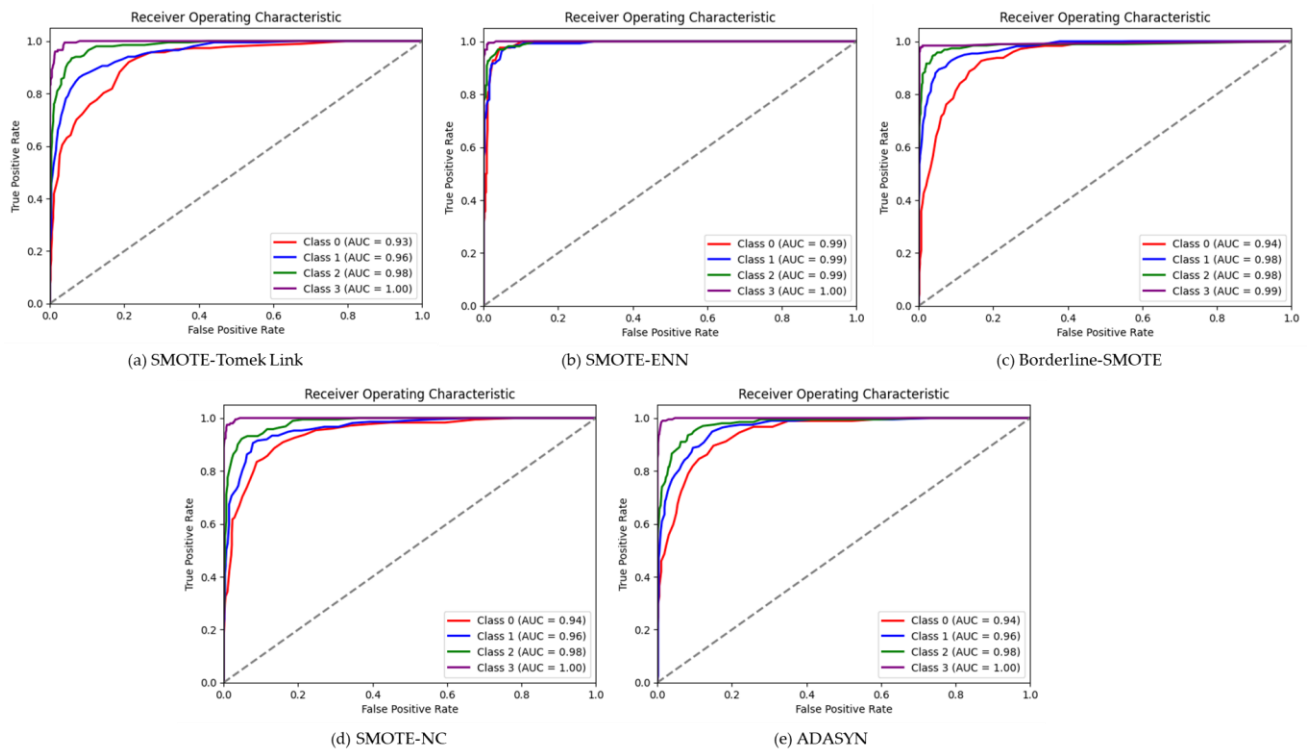 Receiver Operating Characteristic
1.0
0.8
0.6
0.4
0.2
0.0
True Positive Rate
0.0 0.2 0.4 0.6 0.8 1.0
False Positive Rate
Class 0 (AUC = 0.93)
Class 1 (AUC = 0.96)
Class 2 (AUC = 0.98)
Class 3 (AUC = 1.00)
(a) SMOTE-Tomek Link
Receiver Operating Characteristic
1.0
0.8
0.6
0.4
0.2
0.0
True Positive Rate
0.0 0.2 0.4 0.6 0.8 1.0
False Positive Rate
Class 0 (AUC = 0.99)
Class 1 (AUC = 0.99)
Class 2 (AUC = 0.99)
Class 3 (AUC = 1.00)
(b) SMOTE-ENN
Receiver Operating Characteristic
1.0
0.8
0.6
0.4
0.2
0.0
True Positive Rate
0.0 0.2 0.4 0.6 0.8 1.0
False Positive Rate
Class 0 (AUC = 0.94)
Class 1 (AUC = 0.98)
Class 2 (AUC = 0.98)
Class 3 (AUC = 0.99)
(c) Borderline-SMOTE
Receiver Operating Characteristic
1.0
0.8
0.6
0.4
0.2
0.0
True Positive Rate
0.0 0.2 0.4 0.6 0.8 1.0
False Positive Rate
Class 0 (AUC = 0.94)
Class 1 (AUC = 0.96)
Class 2 (AUC = 0.98)
Class 3 (AUC = 1.00)
(d) SMOTE-NC
Receiver Operating Characteristic
1.0
0.8
0.6
0.4
0.2
0.0
True Positive Rate
0.0 0.2 0.4 0.6 0.8 1.0
False Positive Rate
Class 0 (AUC = 0.94)
Class 1 (AUC = 0.96)
Class 2 (AUC = 0.98)
Class 3 (AUC = 1.00)
(e) ADASYN